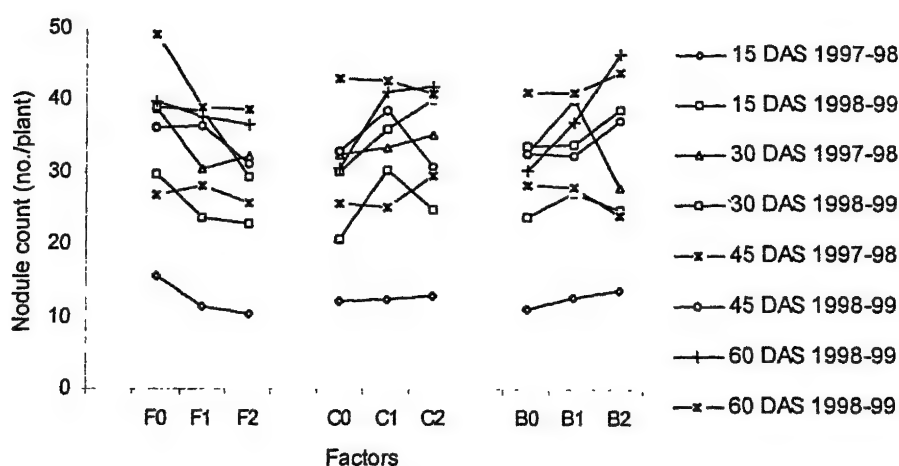 Nodule count (no./plant)
50
40
30
20
10
0
F0 F1 F2 C0 C1 C2 B0 B1 B2
Factors
15 DAS 1997-98
15 DAS 1998-99
30 DAS 1997-98
30 DAS 1998-99
45 DAS 1997-98
45 DAS 1998-99
60 DAS 1998-99
60 DAS 1998-99